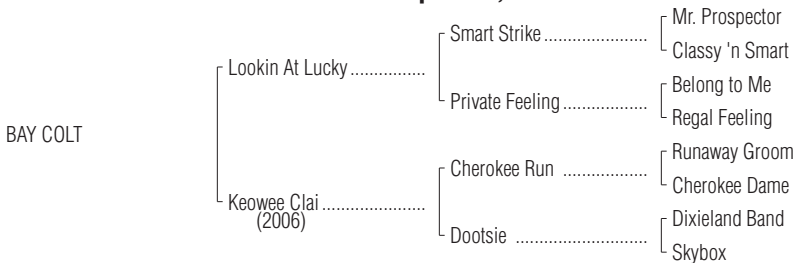 Mr. Prospector
Smart Strike ......................
Classy 'n Smart
Lookin At Lucky ................
Belong to Me
Private Feeling ..................
Regal Feeling
BAY COLT
Runaway Groom
Cherokee Run ..................
Cherokee Dame
Keowee Clai ......................
(2006)
Dixieland Band
Dootsie ............................
Skybox